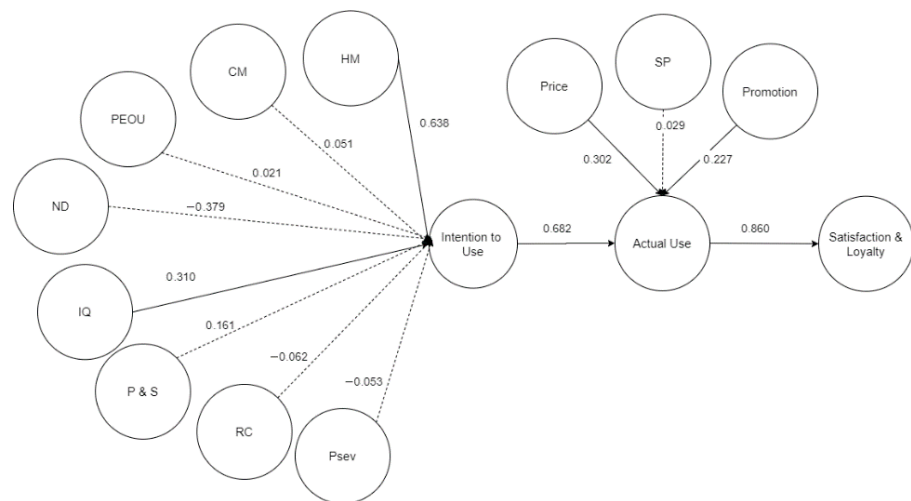 HM
CM
SP
Price
Promotion
PEOU
0.638
0.051
0.029
0.302
0.227
0.021
ND
−0.379
Intention to
Use
0.682
Actual Use
0.860
Satisfaction &
Loyalty
0.310
IQ
0.161
−0.062
−0.053
P & S
RC
Psev